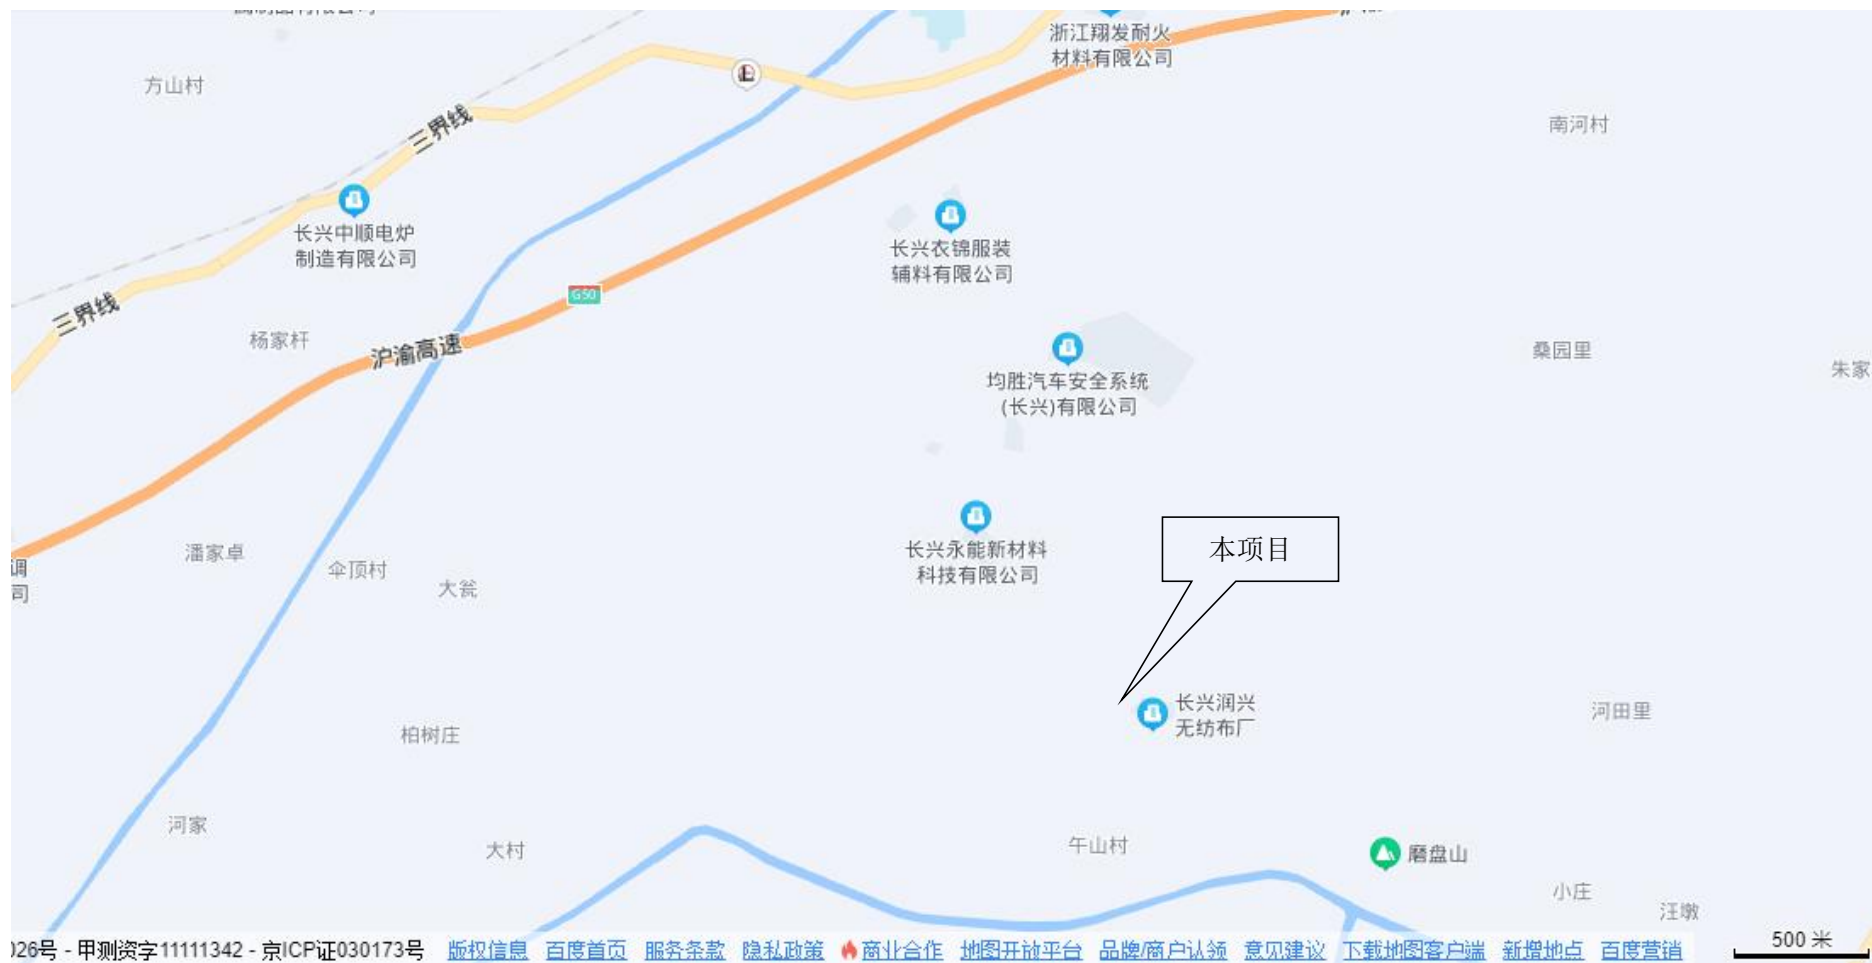 浙江翔发耐火
材料有限公司
方山村
三界线
南河村
长兴中顺电炉
制造有限公司
长兴衣锦服装
辅料有限公司
G50
三界线
杨家杆
沪渝高速
均胜汽车安全系统
(长兴)有限公司
桑园里
朱家
长兴永能新材料
科技有限公司
本项目
潘家卓
伞顶村
大瓮
调
司
长兴润兴
无纺布厂
河田里
柏树庄
河家
大村
午山村
磨盘山
小庄
汪墩
026号 - 甲测资字11111342 - 京ICP证030173号 版权信息 百度首页 服务条款 隐私政策 商业合作 地图开放平台 品牌/商户认领 意见建议 下载地图客户端 新增地点 百度营销
500 米